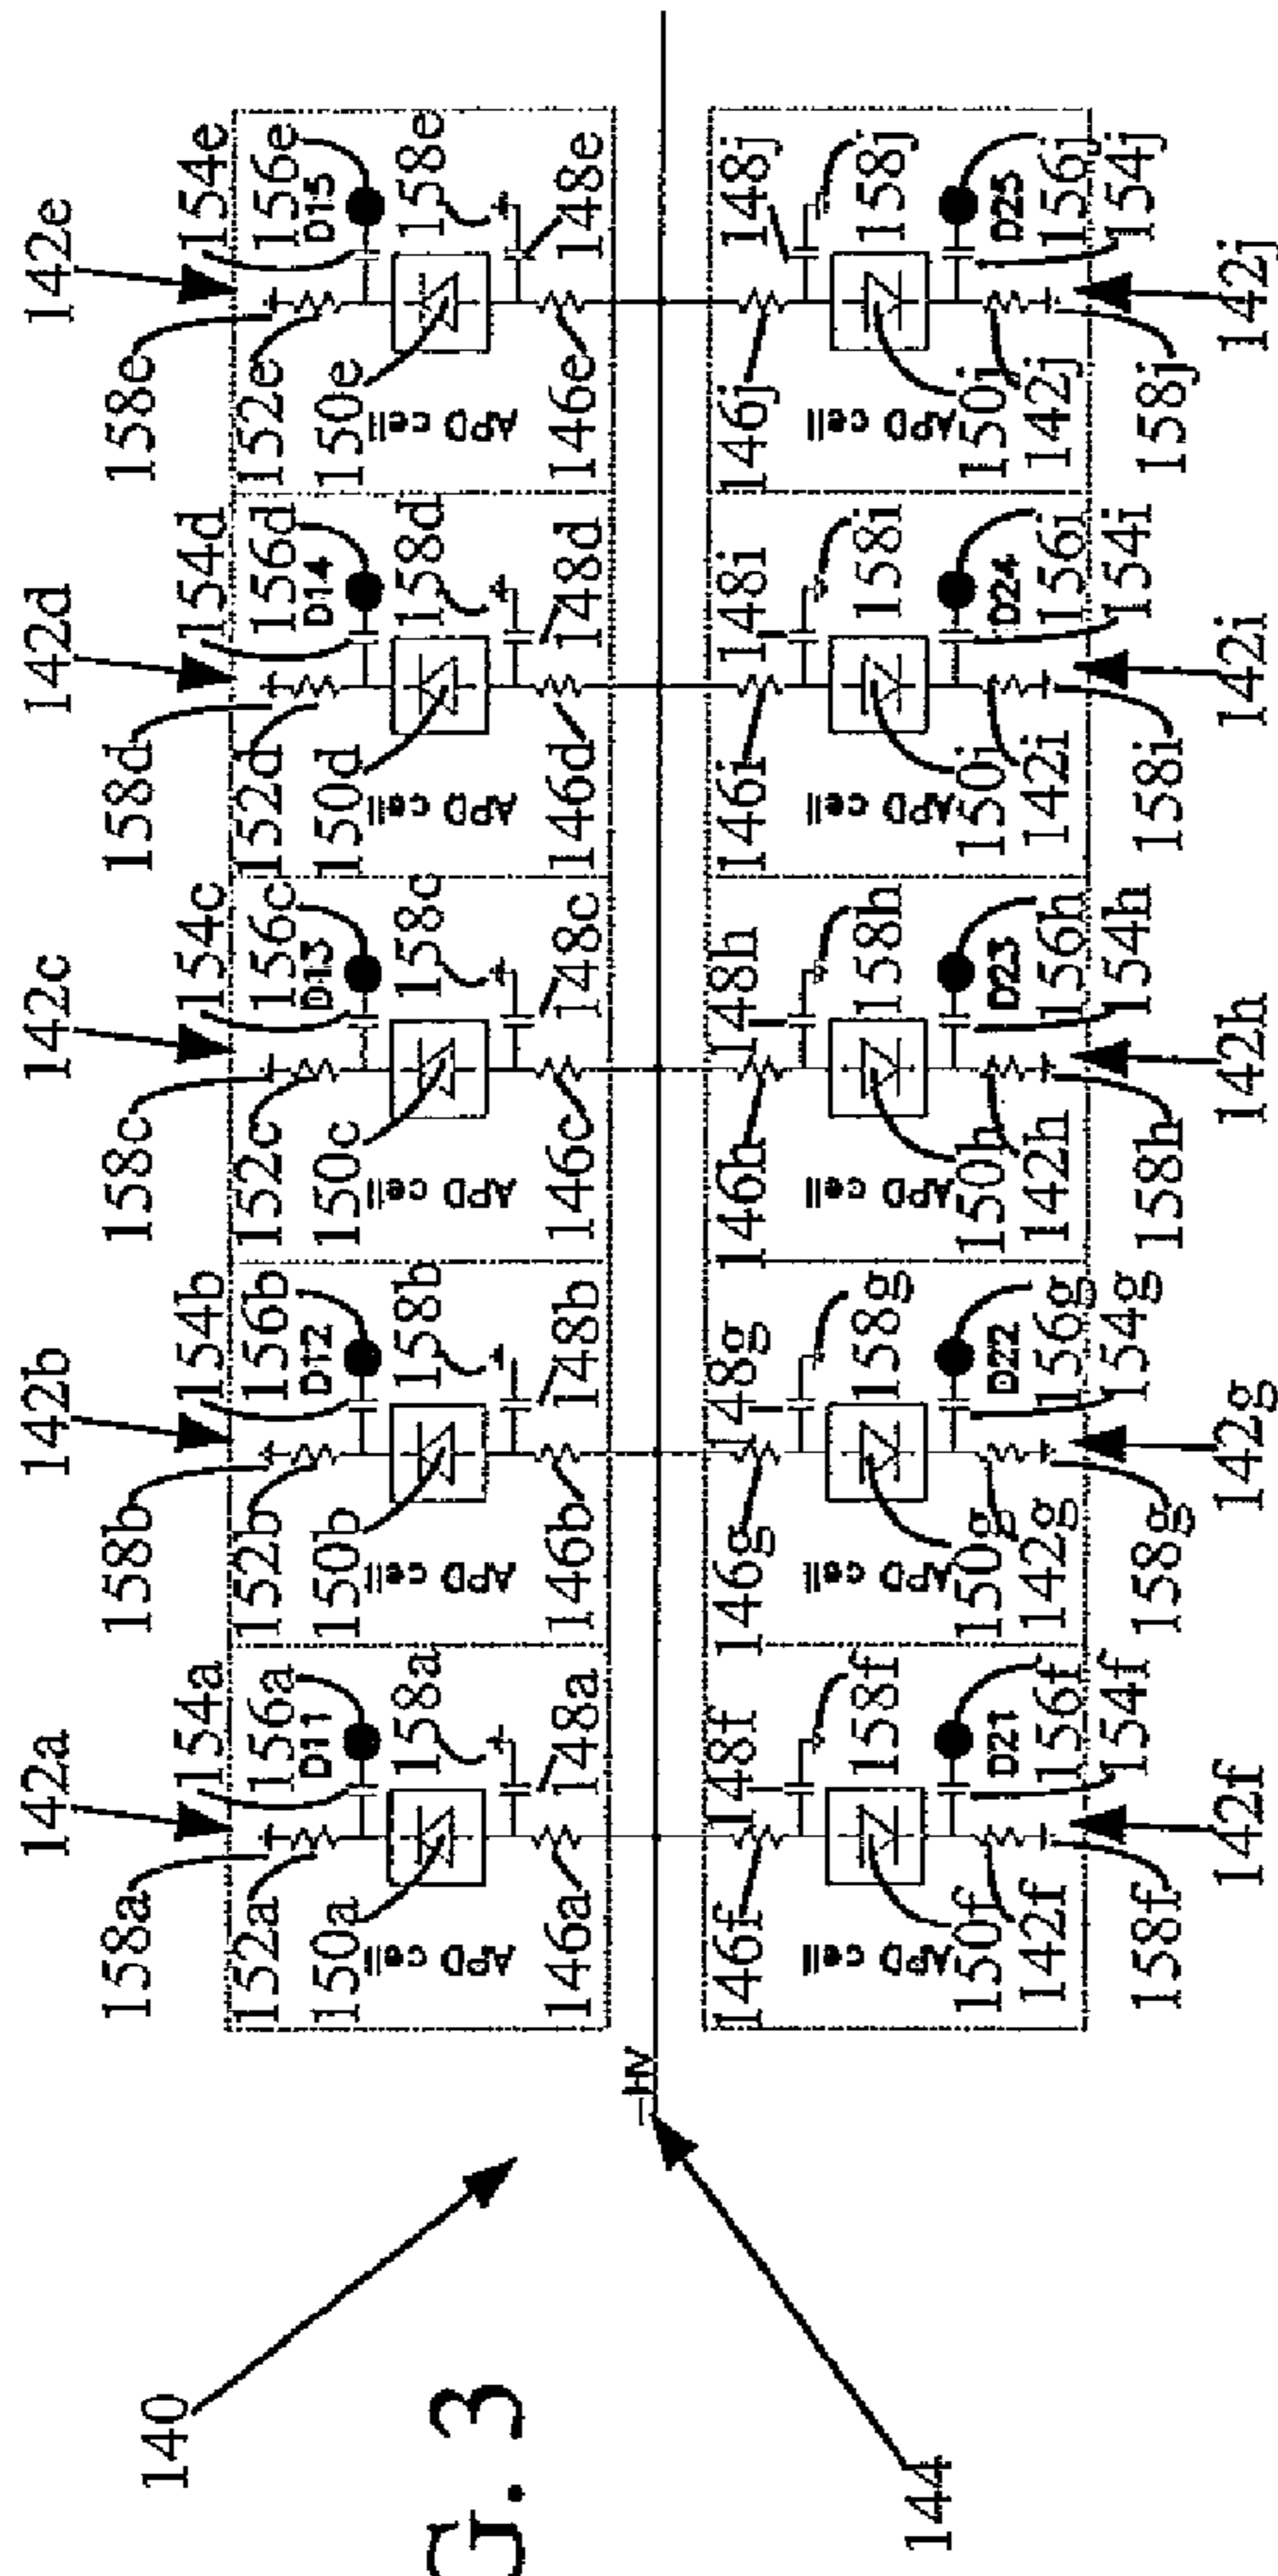 142a 142b 142c 142d 142e
158a 154a 158b 154b 158c 154c 158d 154d 158e 154e
152a 156a 152b 156b 152c 156c 152d 156d 152e 156e
D11 D12 D13 D14 D15
150a 158a 150b 158b 150c 158c 150d 158d 150e 158e
APD cell APD cell APD cell APD cell APD cell
146a 148a 146b 148b 146c 148c 146d 148d 146e 148e
-HV
146f 148f 146g 148g 146h 148h 146i 148i 146j 148j
APD cell APD cell APD cell APD cell APD cell
158f 158g 158h 158i 158j
150f D21 150g D22 150h D23 150i D24 150j D25
142f 156f 142g 156g 142h 156h 142i 156i 142j 156j
158f 154f 158g 154g 158h 154h 158i 154i 158j 154j
142f 142g 142h 142i 142j
140
G. 3
144